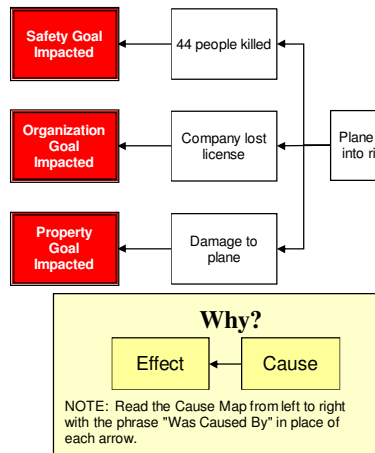 Safety Goal
Impacted
44 people killed
Organization
Goal
Impacted
Company lost
license
Plane
into
Property
Goal
Impacted
Damage to
plane
Why?
Effect
Cause
NOTE: Read the Cause Map from left to right
with the phrase "Was Caused By" in place of
each arrow.